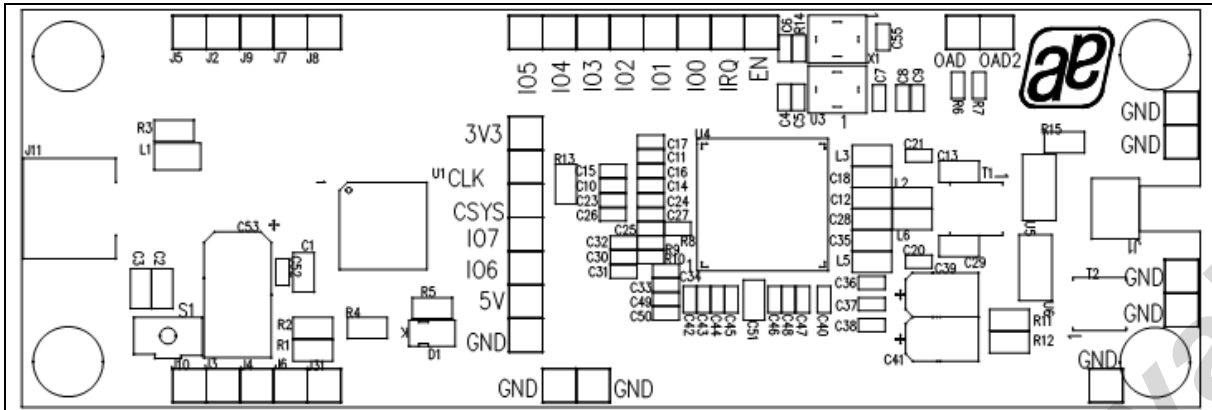 J5 J2 J9 J7 J8
IO5 IO4 IO3 IO2 IO1 IO0 IRQ EN
C6 R14 1 X1 C55
C4 C5 U3 1 C7 C8 C9
OAD OAD2
R6 R7
ae
GND
GND
R15
R3
L1
J11
1
U1
3V3
CLK
CSYS
IO7
IO6
5V
GND
R13
C17
C11
C15 C16
C10 C14
C23 C24
C26 C27
C25 R8
C32 R9
C30 R10
C31 C34
C33
C49
C50
U4
1
C42 C43 C44 C45 C51 C46 C48 C47 C40
L3 C21 C13 T1 1
C18 L2
C12
C28
C35 L6
L5 C20 C29
C36 C39
C37
C38 C41
U5
U6
J1
T2
1
GND
GND
R11
R12
GND
C53
C1
C52
C3 C2
S1
R2
R1
R4
R5
K
D1
J10 J3 J4 J6 J31
GND GND